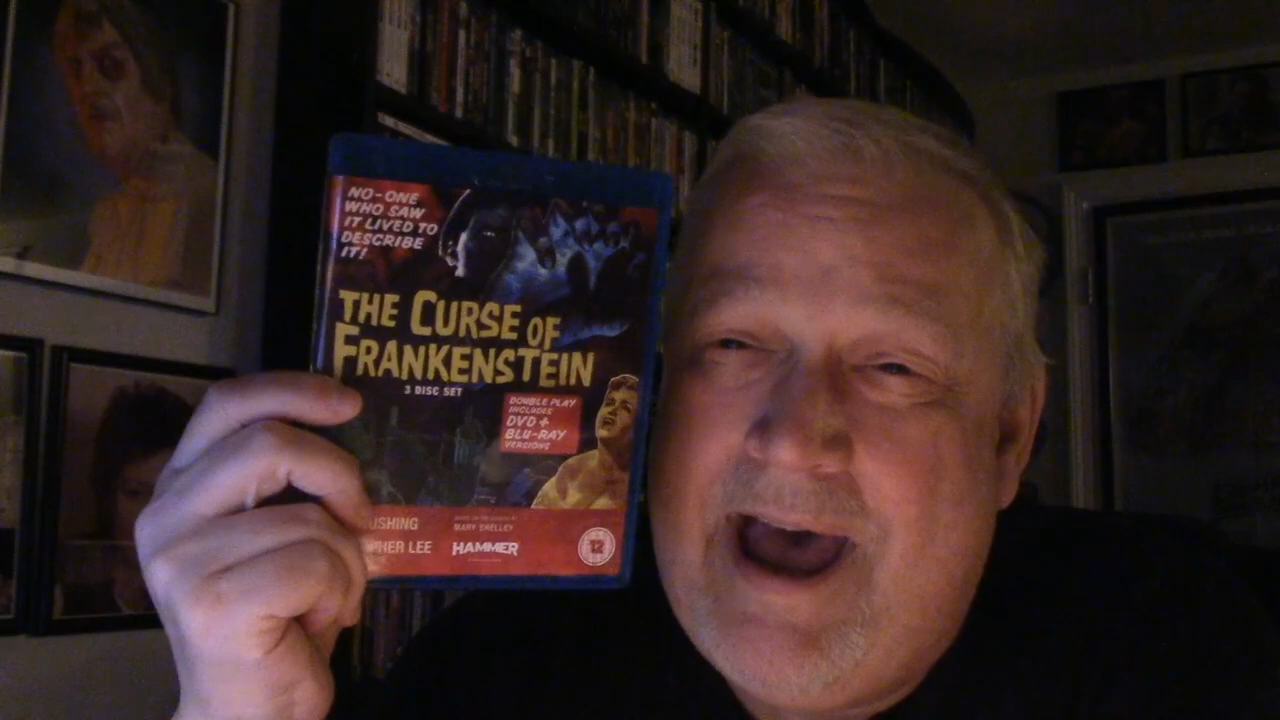 NO-ONE
WHO SAW
IT LIVED TO
DESCRIBE
IT!
THE CURSE OF
FRANKENSTEIN
3 DISC SET
DOUBLE PLAY
INCLUDES
DVD +
BLU-RAY
VERSIONS
USHING
HER LEE
MARY SHELLEY
HAMMER
12